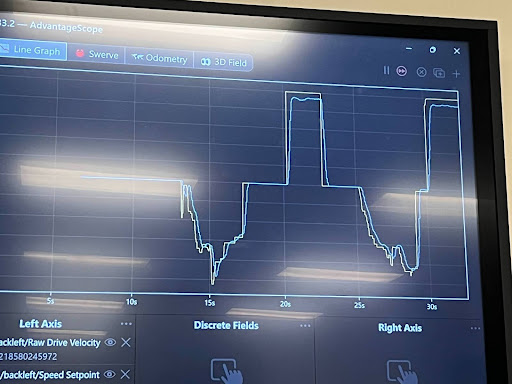 3.2 — AdvantageScope
Line Graph Swerve Odometry 3D Field
5s 10s 15s 20s 25s 30s
Left Axis ••• Discrete Fields ••• Right Axis •••
ackleft/Raw Drive Velocity
218580245972
/backleft/Speed Setpoint